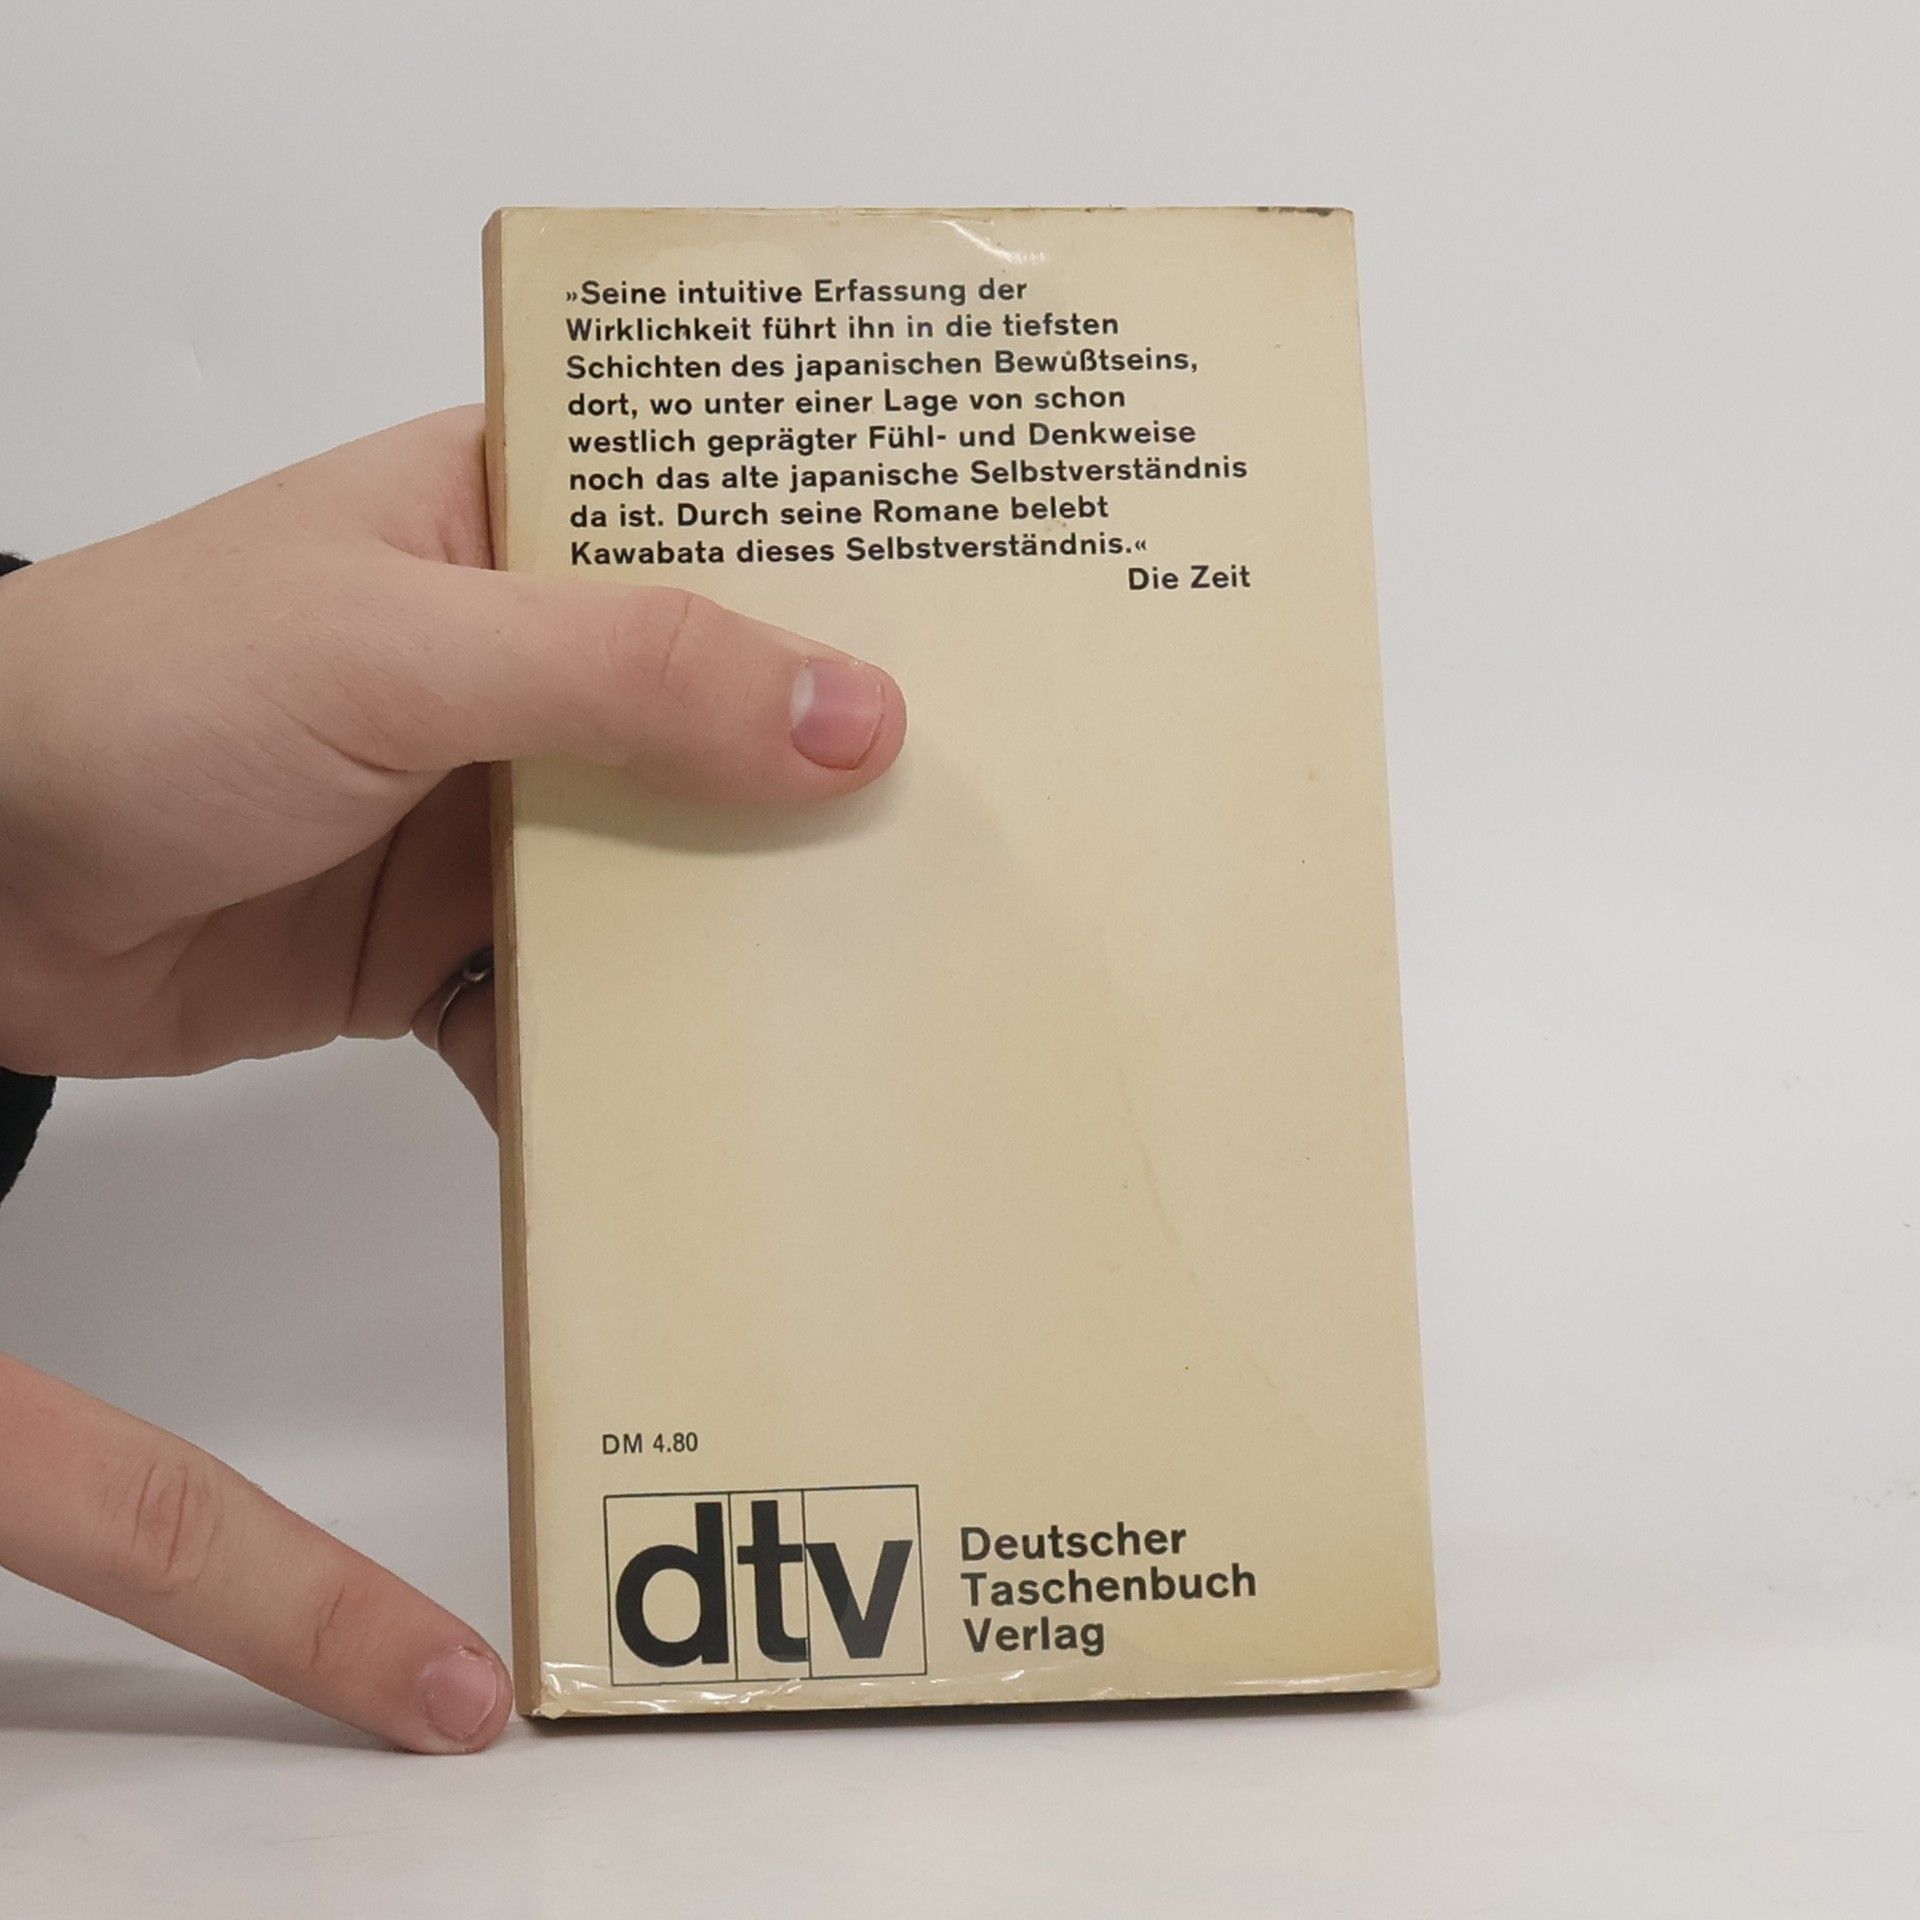 »Seine intuitive Erfassung der
Wirklichkeit führt ihn in die tiefsten
Schichten des japanischen Bewußtseins,
dort, wo unter einer Lage von schon
westlich geprägter Fühl- und Denkweise
noch das alte japanische Selbstverständnis
da ist. Durch seine Romane belebt
Kawabata dieses Selbstverständnis.«
Die Zeit
DM 4.80
dtv
Deutscher
Taschenbuch
Verlag